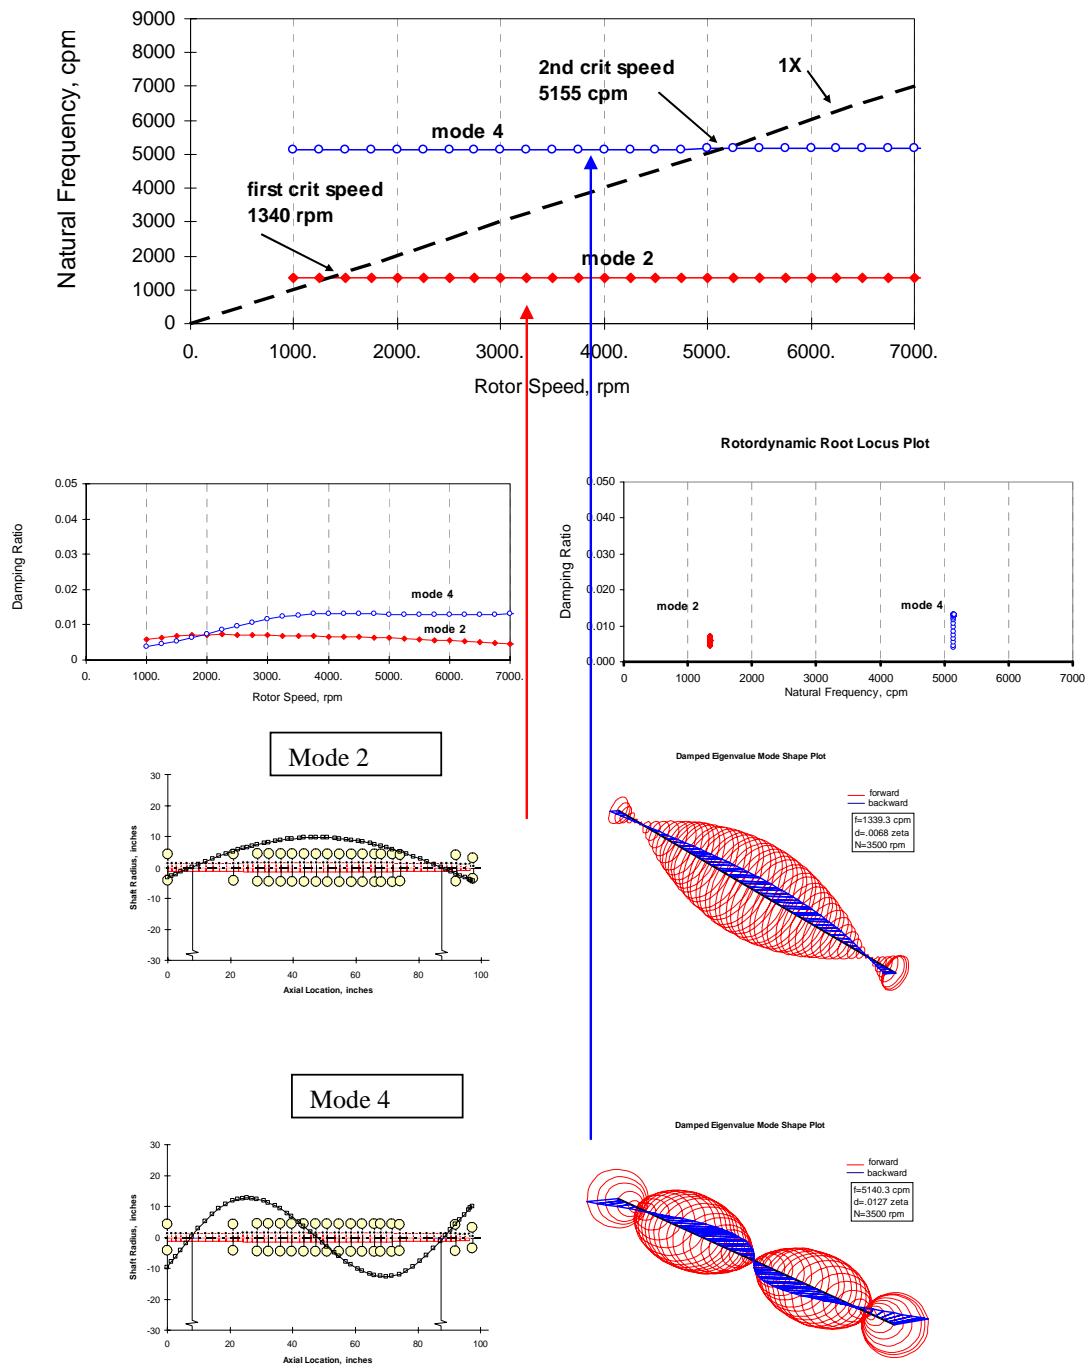 9000
8000
7000
6000
5000
4000
3000
2000
1000
0
Natural Frequency, cpm
2nd crit speed
5155 cpm
1X
mode 4
first crit speed
1340 rpm
mode 2
0. 1000. 2000. 3000. 4000. 5000. 6000. 7000.
Rotor Speed, rpm
0.05
0.04
0.03
0.02
0.01
0
Damping Ratio
mode 4
mode 2
0. 1000. 2000. 3000. 4000. 5000. 6000. 7000.
Rotor Speed, rpm
Rotordynamic Root Locus Plot
0.050
0.040
0.030
0.020
0.010
0.000
Damping Ratio
mode 2
mode 4
0 1000 2000 3000 4000 5000 6000 7000
Natural Frequency, cpm
Mode 2
30
20
10
0
-10
-20
-30
Shaft Radius, inches
0 20 40 60 80 100
Axial Location, inches
Damped Eigenvalue Mode Shape Plot
forward
backward
f=1339.3 cpm
d=.0068 zeta
N=3500 rpm
Mode 4
30
20
10
0
-10
-20
-30
Shaft Radius, inches
0 20 40 60 80 100
Axial Location, inches
Damped Eigenvalue Mode Shape Plot
forward
backward
f=5140.3 cpm
d=.0127 zeta
N=3500 rpm